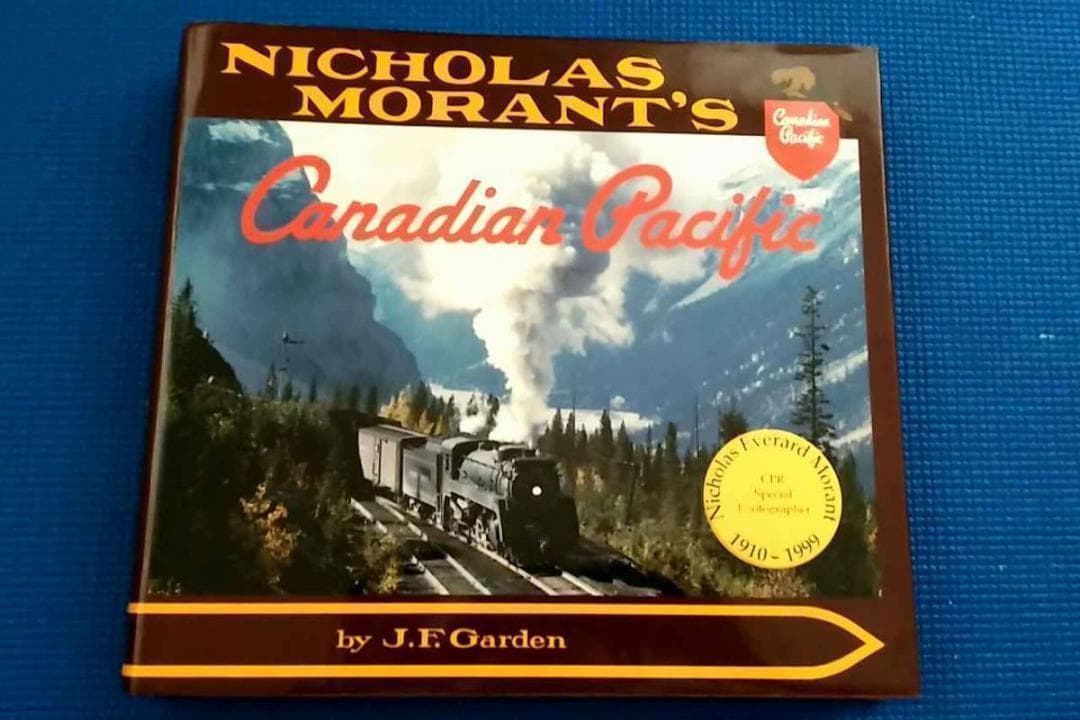 NICHOLAS
MORANT'S
Canadian
Pacific
Canadian Pacific
Nicholas Everard Morant
CPR
Special
Photographer
1910 - 1999
by J.F. Garden